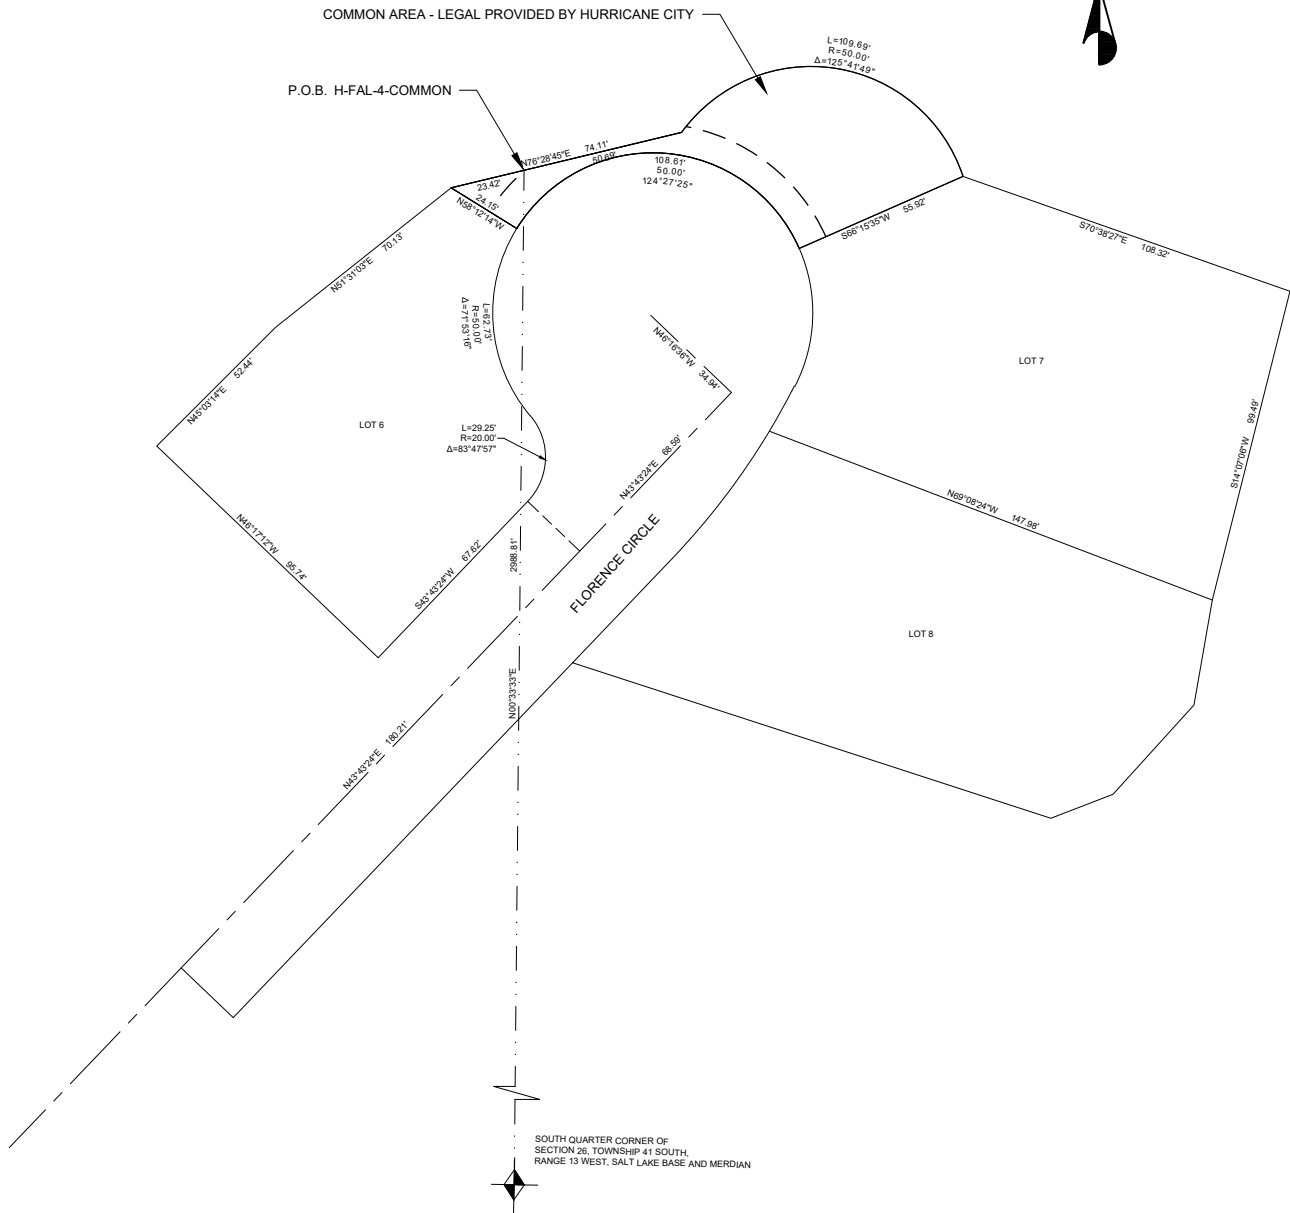 COMMON AREA - LEGAL PROVIDED BY HURRICANE CITY
L=109.69'
R=50.00'
Δ=125°41'49"
P.O.B. H-FAL-4-COMMON
N76°28'45"E 74.11'
50.69'
108.61'
50.00'
124°27'25"
23.42'
24.15'
N58°12'14"W
S66°15'35"W 55.92'
S70°38'27"E 108.32'
N51°31'03"E 70.13'
L=62.73'
R=50.00'
Δ=71°53'16"
N46°16'36"W 34.94'
LOT 7
N45°03'14"E 52.44'
LOT 6
L=29.25'
R=20.00'
Δ=83°47'57"
S14°07'06"W 99.49'
N43°43'24"E 68.59'
N69°08'24"W 147.98'
N46°17'12"W 95.74'
2988.81'
S43°43'24"W 67.62'
FLORENCE CIRCLE
LOT 8
N00°33'33"E
N43°43'24"E 180.21'
SOUTH QUARTER CORNER OF
SECTION 26, TOWNSHIP 41 SOUTH,
RANGE 13 WEST, SALT LAKE BASE AND MERDIAN